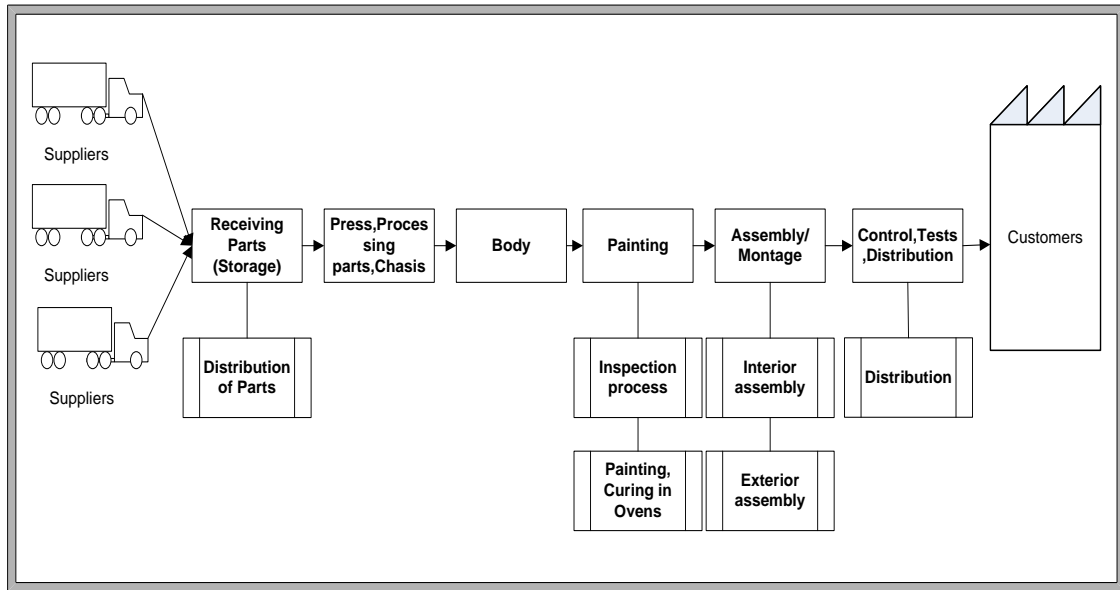 Suppliers
Suppliers
Suppliers
Receiving
Parts
(Storage)
Press,Proces
sing
parts,Chasis
Body
Painting
Assembly/
Montage
Control,Tests
,Distribution
Customers
Distribution
of Parts
Inspection
process
Interior
assembly
Distribution
Painting,
Curing in
Ovens
Exterior
assembly